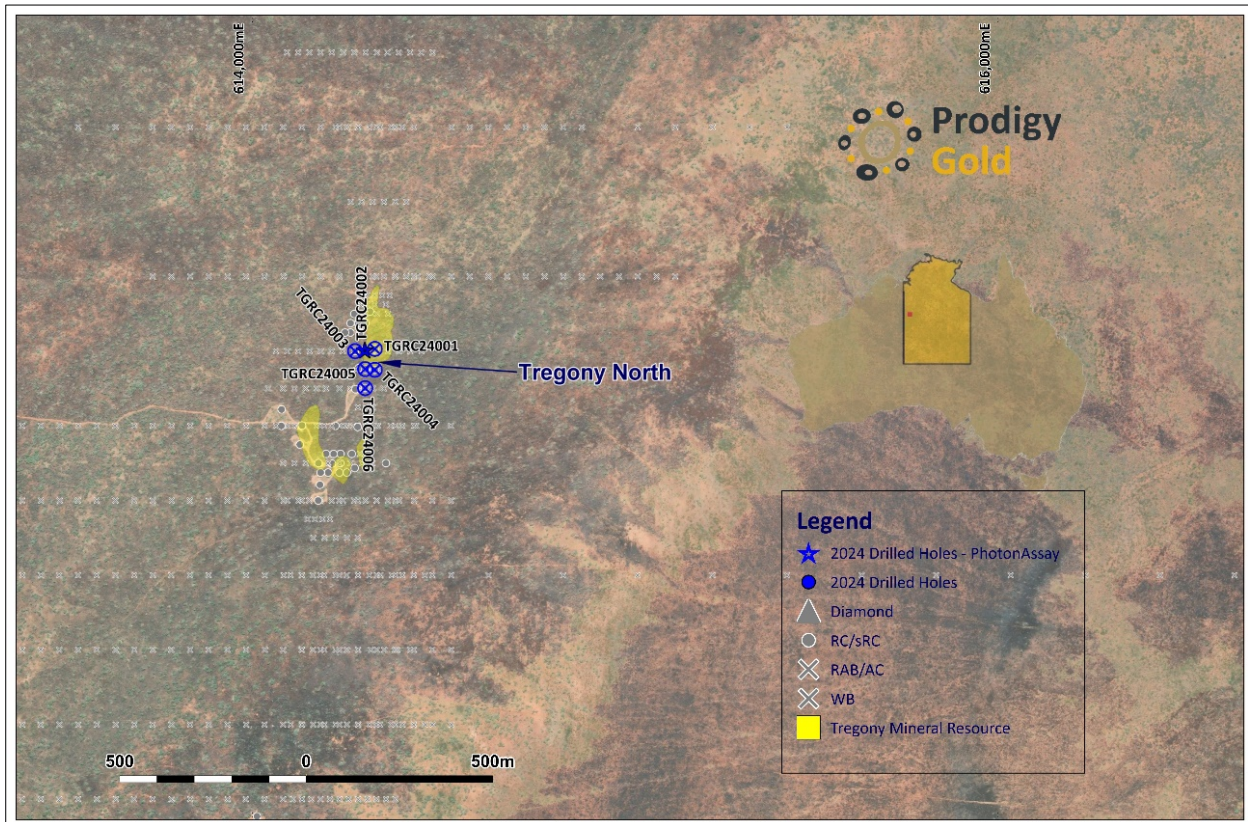 614,000mE
616,000mE
Prodigy
Gold
TGRC24002
TGRC24003
TGRC24001
TGRC24005
Tregony North
TGRC24004
TGRC24006
Legend
2024 Drilled Holes - PhotonAssay
2024 Drilled Holes
Diamond
RC/sRC
RAB/AC
WB
Tregony Mineral Resource
500 0 500m